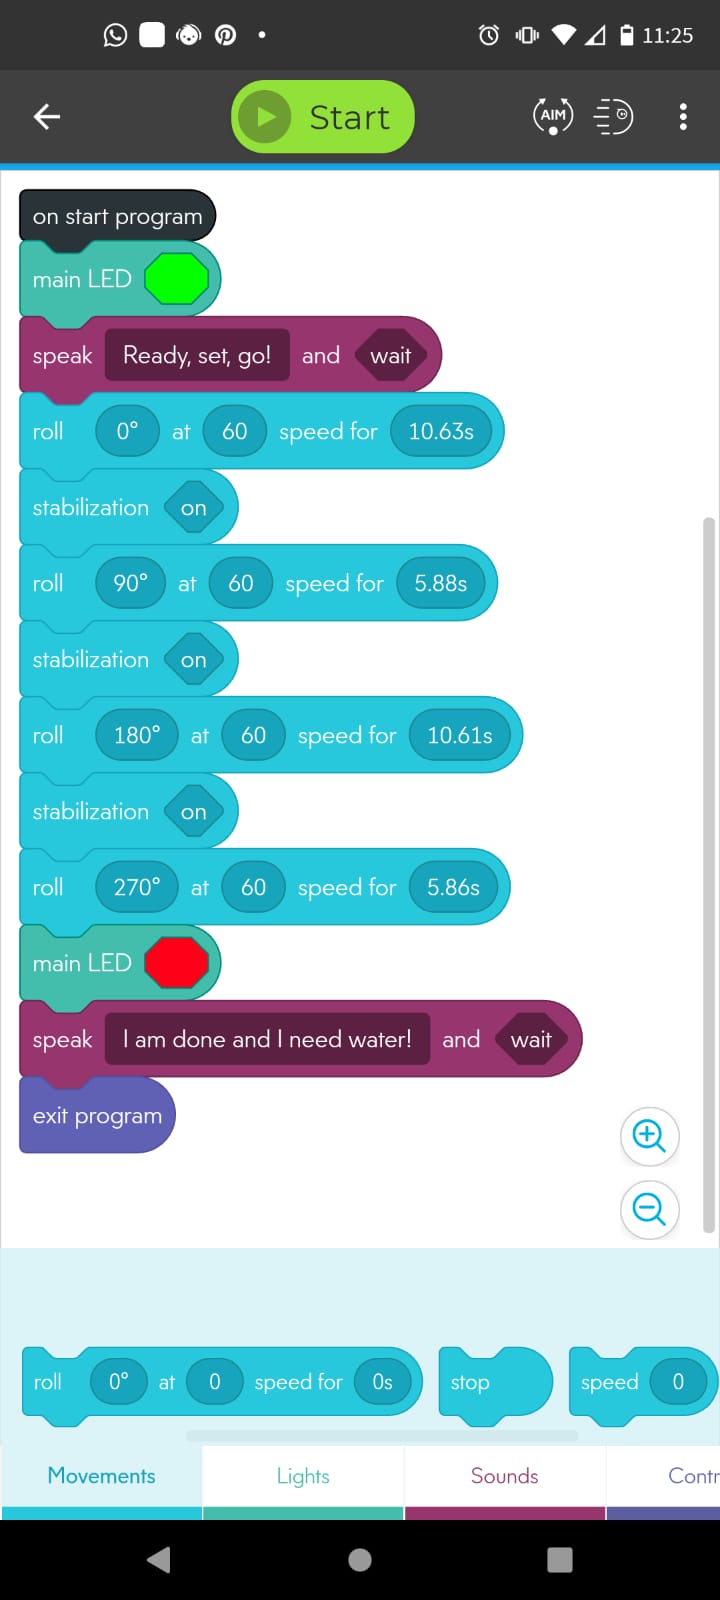 11:25
Start
AIM
on start program
main LED
speak Ready, set, go! and wait
roll 0° at 60 speed for 10.63s
stabilization on
roll 90° at 60 speed for 5.88s
stabilization on
roll 180° at 60 speed for 10.61s
stabilization on
roll 270° at 60 speed for 5.86s
main LED
speak I am done and I need water! and wait
exit program
roll 0° at 0 speed for 0s stop speed 0
Movements Lights Sounds Contr